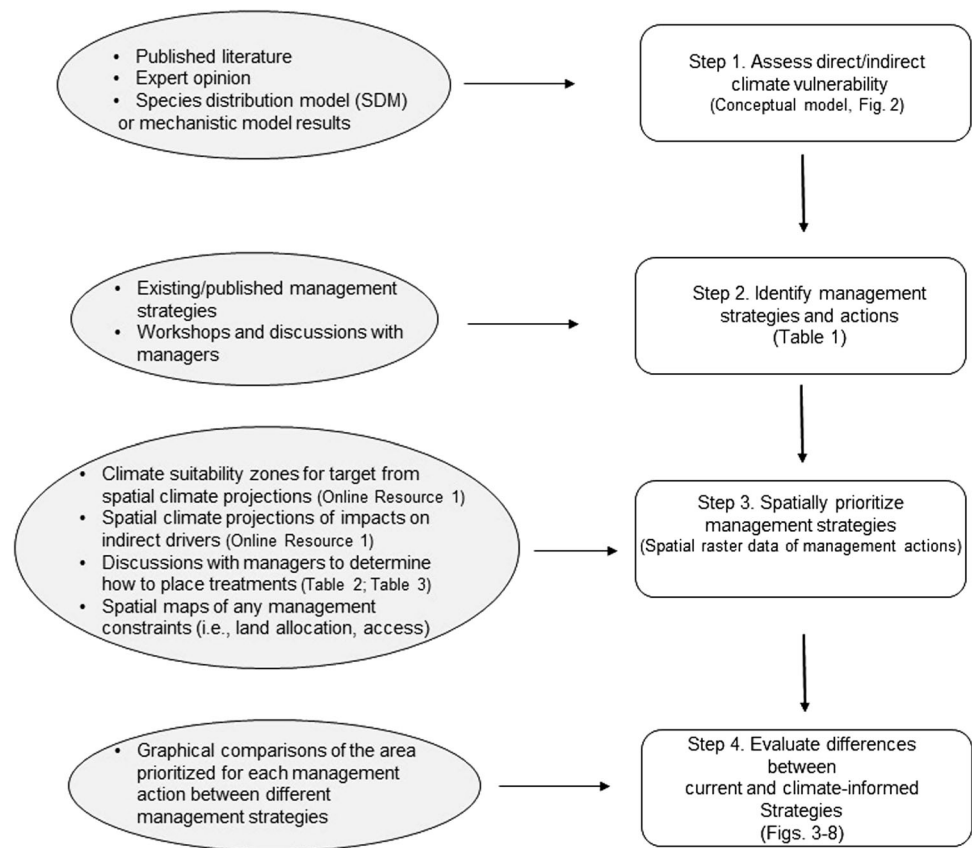 • Published literature
• Expert opinion
• Species distribution model (SDM)
or mechanistic model results
Step 1. Assess direct/indirect
climate vulnerability
(Conceptual model, Fig. 2)
• Existing/published management
strategies
• Workshops and discussions with
managers
Step 2. Identify management
strategies and actions
(Table 1)
• Climate suitability zones for target from
spatial climate projections (Online Resource 1)
• Spatial climate projections of impacts on
indirect drivers (Online Resource 1)
• Discussions with managers to determine
how to place treatments (Table 2; Table 3)
• Spatial maps of any management
constraints (i.e., land allocation, access)
Step 3. Spatially prioritize
management strategies
(Spatial raster data of management actions)
• Graphical comparisons of the area
prioritized for each management
action between different
management strategies
Step 4. Evaluate differences
between
current and climate-informed
Strategies
(Figs. 3-8)